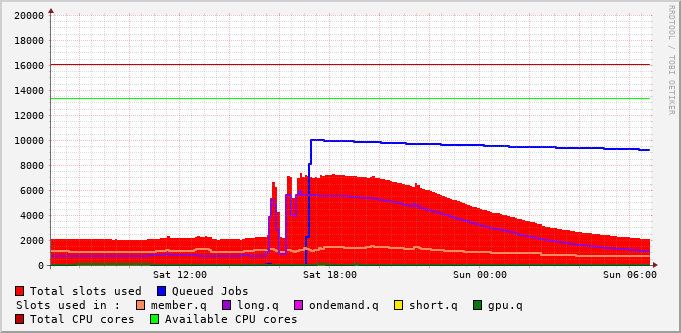 RRDTOOL / TOBI OETIKER
20000
18000
16000
14000
12000
10000
8000
6000
4000
2000
0
Sat 12:00 Sat 18:00 Sun 00:00 Sun 06:00
Total slots used Queued Jobs
Slots used in : member.q long.q ondemand.q short.q gpu.q
Total CPU cores Available CPU cores